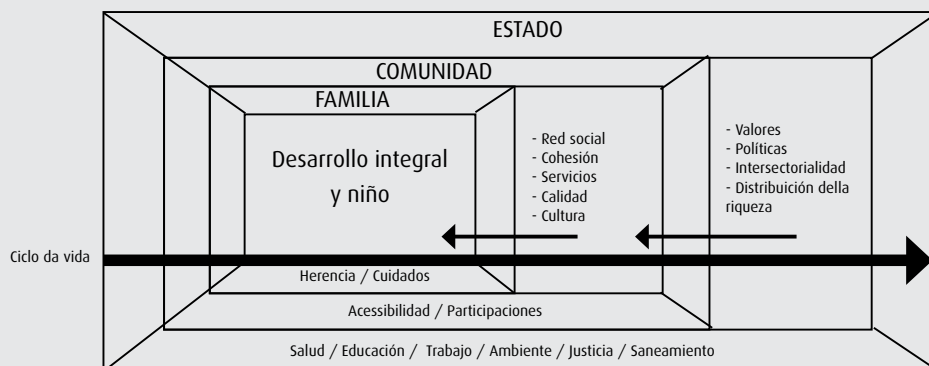 ESTADO
COMUNIDAD
FAMILIA
Desarrollo integral
y niño
- Red social
- Cohesión
- Servicios
- Calidad
- Cultura
- Valores
- Políticas
- Intersectorialidad
- Distribuición della
riqueza
Ciclo da vida
Herencia / Cuidados
Acessibilidad / Participaciones
Salud / Educación / Trabajo / Ambiente / Justicia / Saneamiento